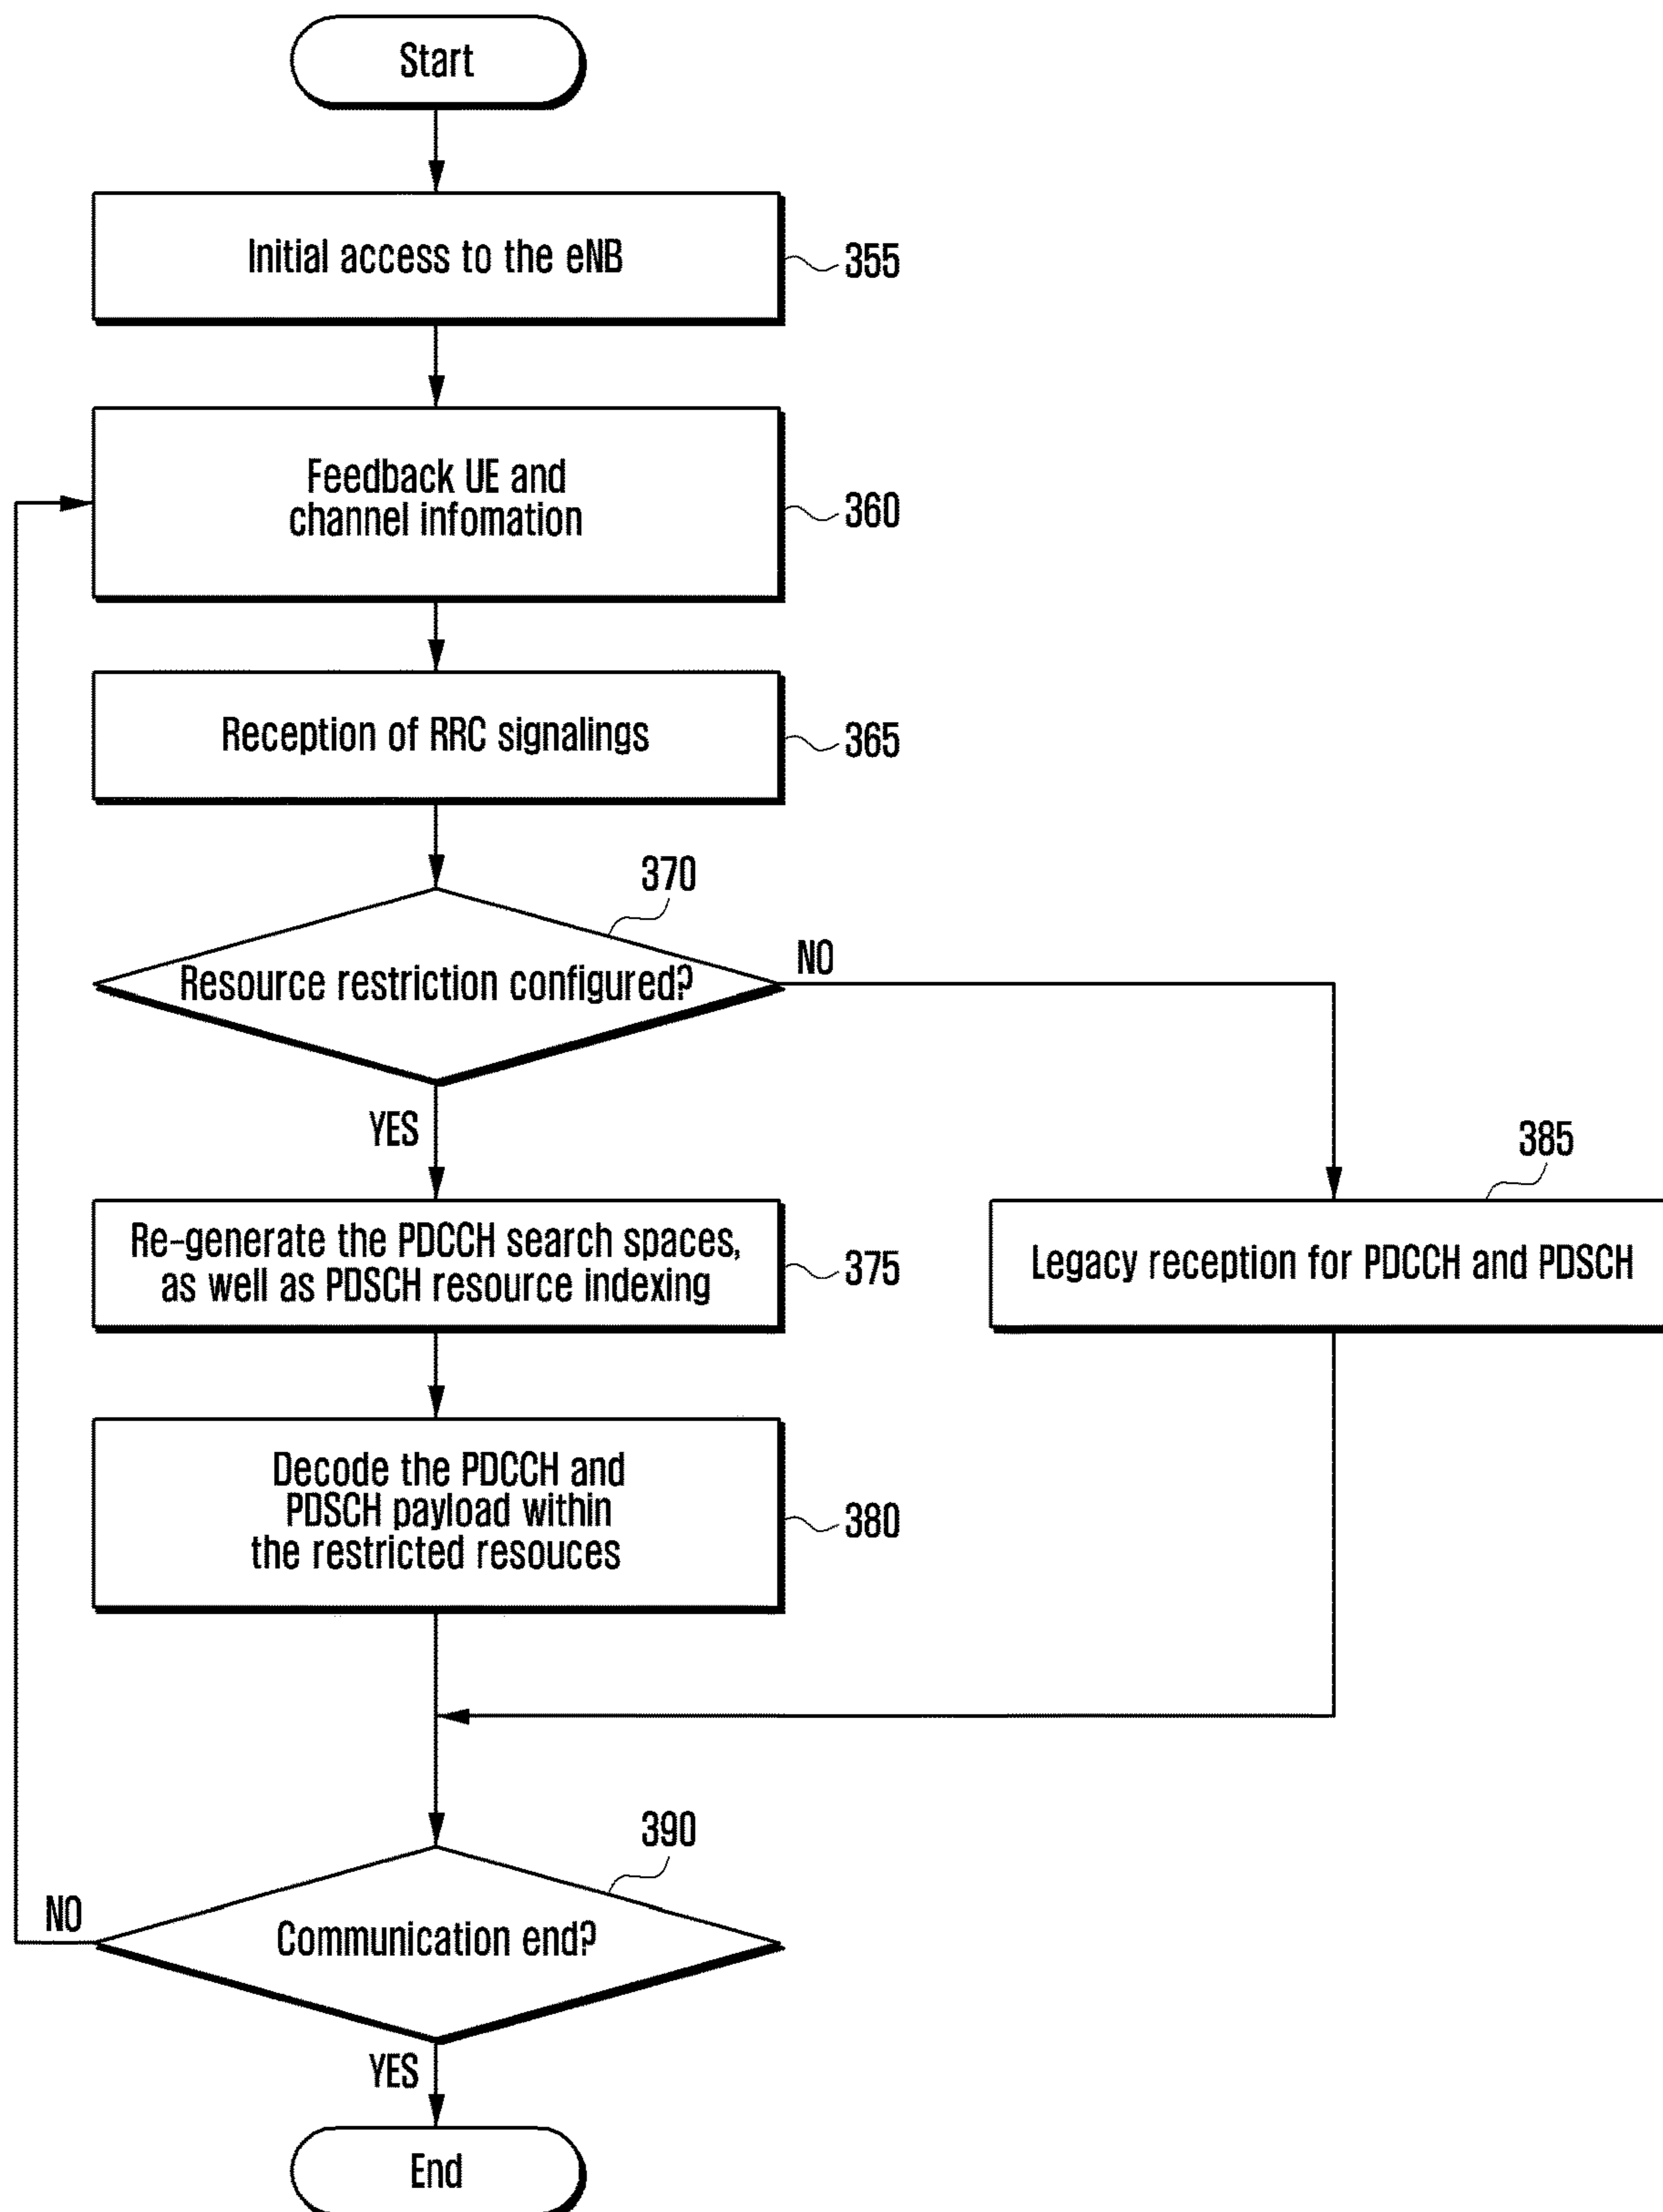 Start
Initial access to the eNB
355
Feedback UE and
channel infomation
360
Reception of RRC signalings
365
370
Resource restriction configured?
NO
YES
385
Re-generate the PDCCH search spaces,
as well as PDSCH resource indexing
375
Legacy reception for PDCCH and PDSCH
Decode the PDCCH and
PDSCH payload within
the restricted resouces
380
390
NO
Communication end?
YES
End